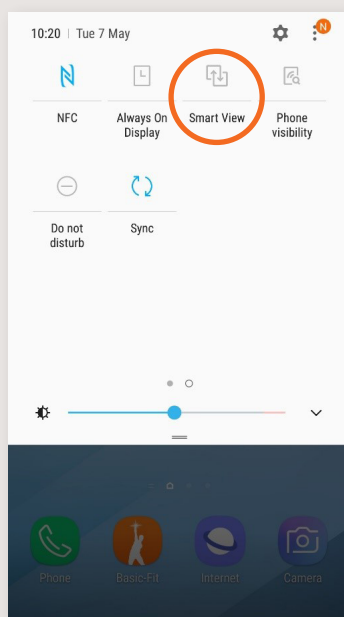 10:20 | Tue 7 May
N
NFC
Always On
Display
Smart View
Phone
visibility
Do not
disturb
Sync
Phone
Basic-Fit
Internet
Camera